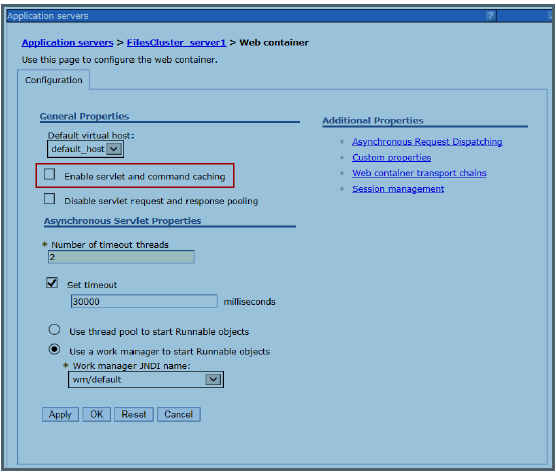 Application servers ?
Application servers > FilesCluster_server1 > Web container
Use this page to configure the web container.
Configuration
General Properties
Default virtual host:
default_host
Enable servlet and command caching
Disable servlet request and response pooling
Asynchronous Servlet Properties
* Number of timeout threads
2
Set timeout
30000 milliseconds
Use thread pool to start Runnable objects
Use a work manager to start Runnable objects
* Work manager JNDI name:
wm/default
Apply OK Reset Cancel
Additional Properties
Asynchronous Request Dispatching
Custom properties
Web container transport chains
Session management